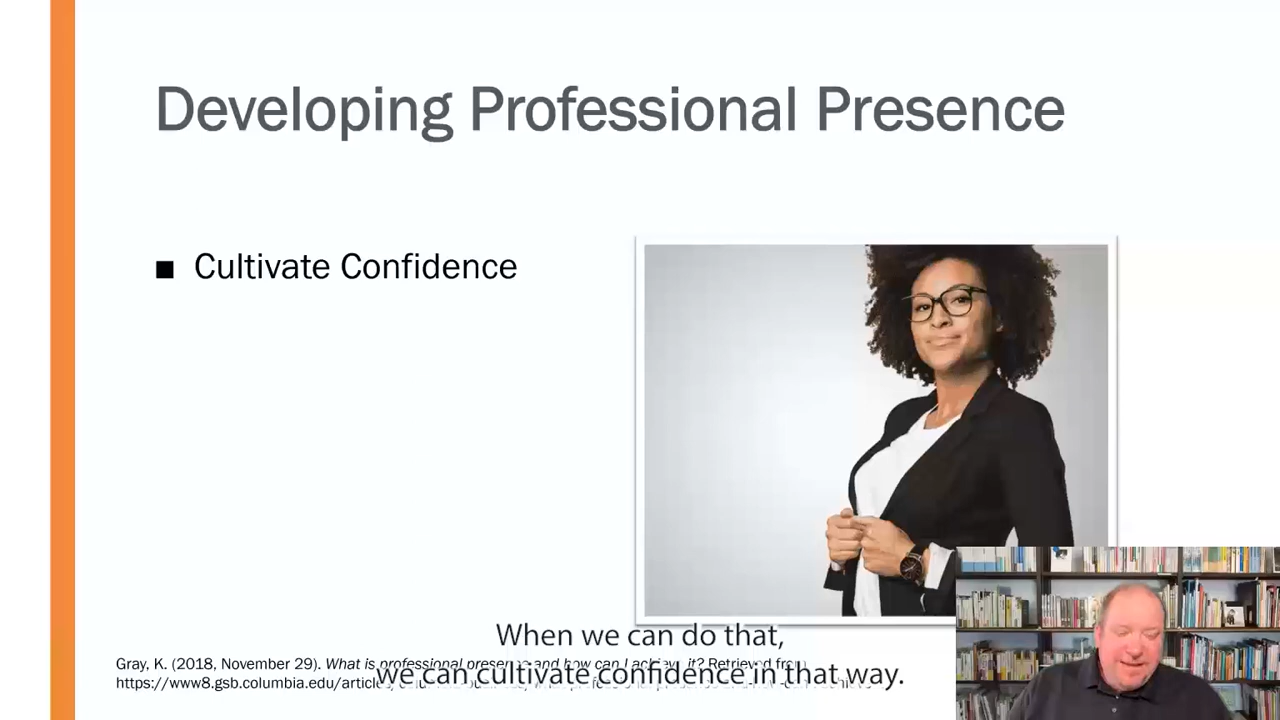 Developing Professional Presence
■ Cultivate Confidence
When we can do that,
we can cultivate confidence in that way.
Gray, K. (2018, November 29). What is professional presence and how can I achieve it? Retrieved from
https://www8.gsb.columbia.edu/article